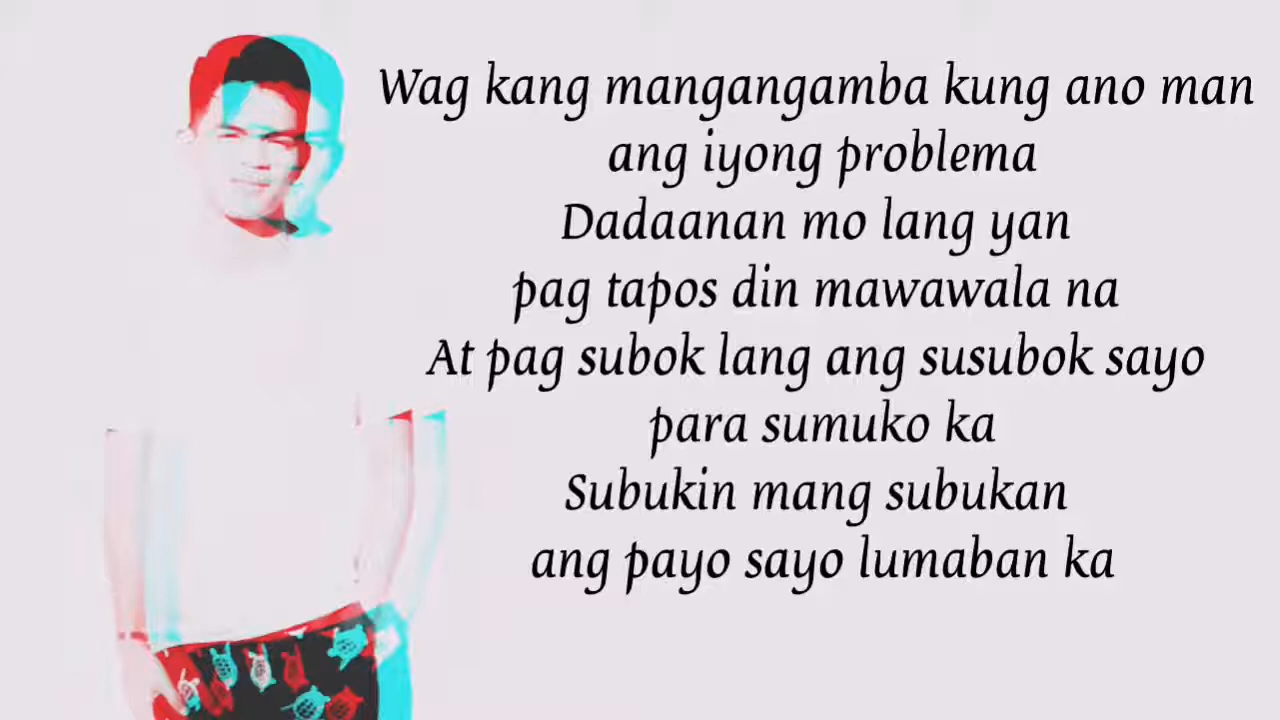 Wag kang mangangamba kung ano man
ang iyong problema
Dadaanan mo lang yan
pag tapos din mawawala na
At pag subok lang ang susubok sayo
para sumuko ka
Subukin mang subukan
ang payo sayo lumaban ka